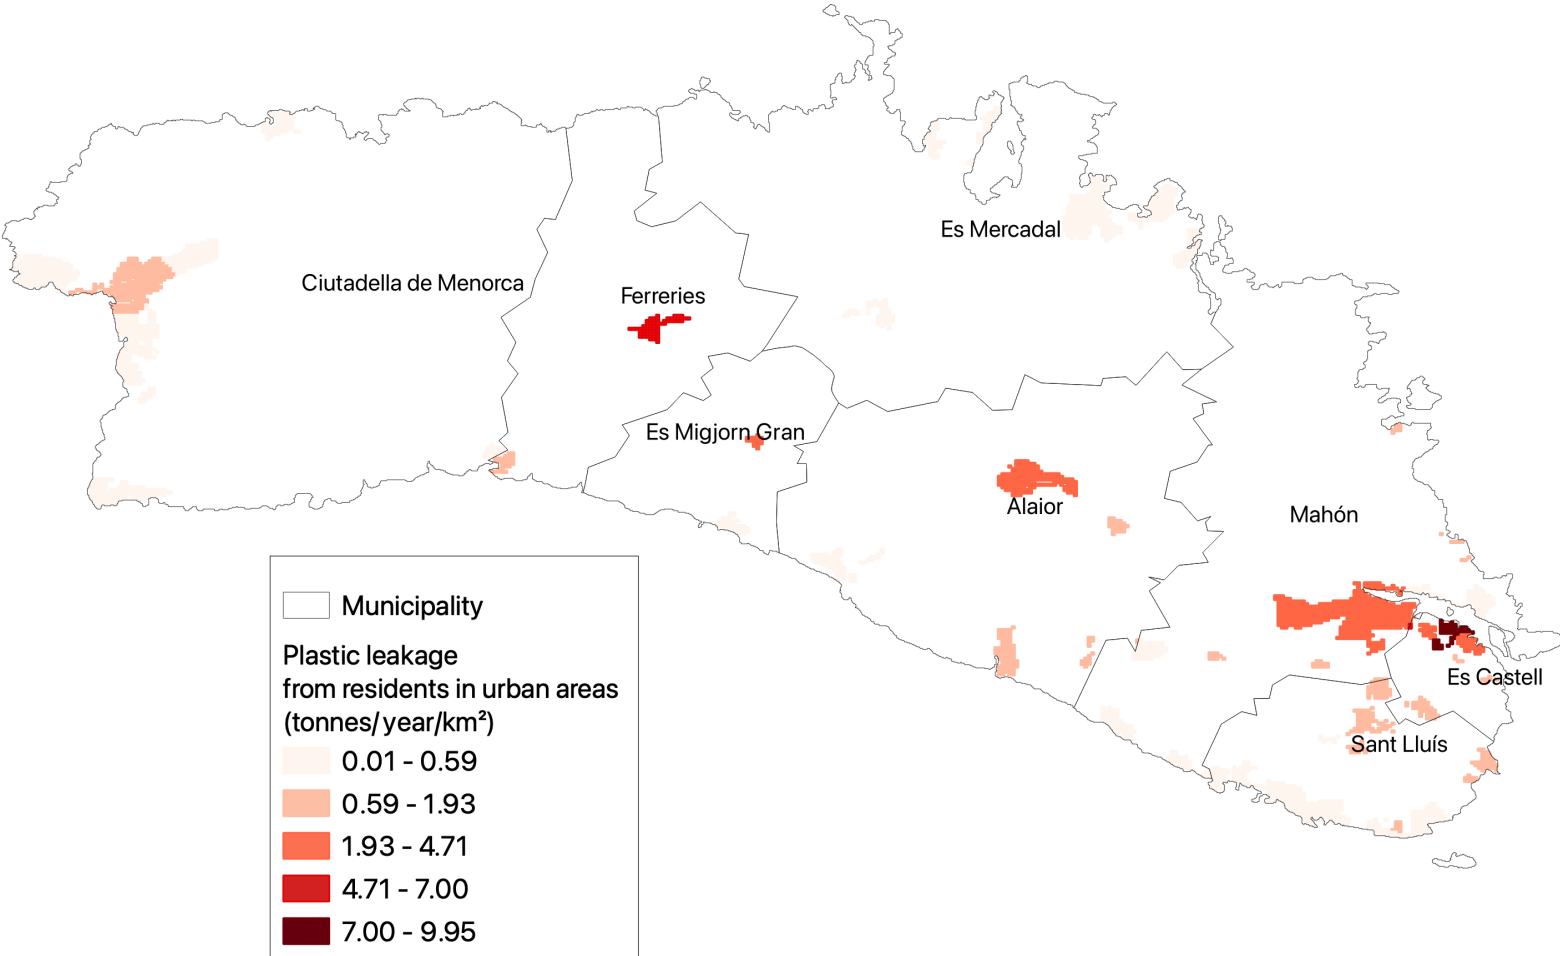 Es Mercadal
Ciutadella de Menorca
Ferreries
Es Migjorn Gran
Alaior
Mahón
Es Castell
Sant Lluís
Municipality
Plastic leakage
from residents in urban areas
(tonnes/year/km²)
0.01 - 0.59
0.59 - 1.93
1.93 - 4.71
4.71 - 7.00
7.00 - 9.95